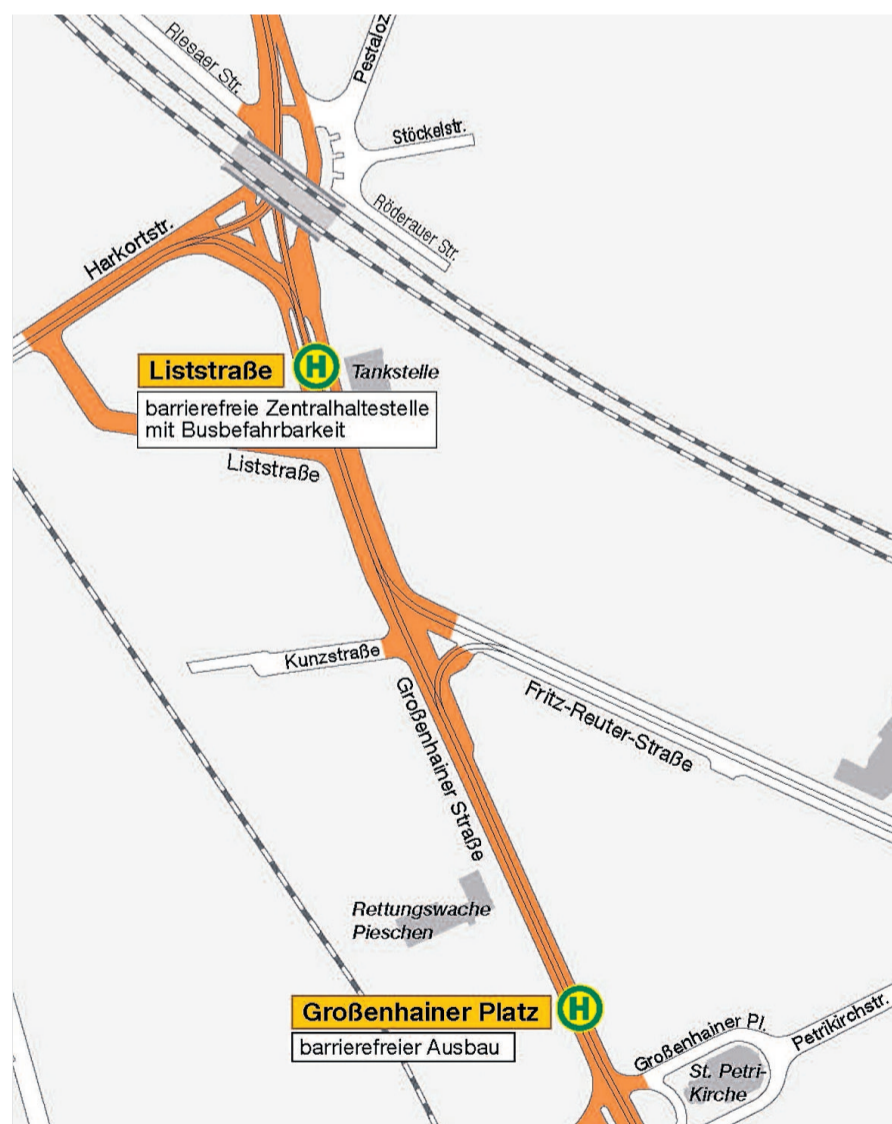 Riesaer Str.
Pestaloz
Stöckelstr.
Röderauer Str.
Harkortstr.
Liststraße
H
Tankstelle
barrierefreie Zentralhaltestelle
mit Busbefahrbarkeit
Liststraße
Kunzstraße
Fritz-Reuter-Straße
Großenhainer Straße
Rettungswache
Pieschen
Großenhainer Platz
H
barrierefreier Ausbau
Großenhainer Pl.
Petrikirchstr.
St. Petri-
Kirche